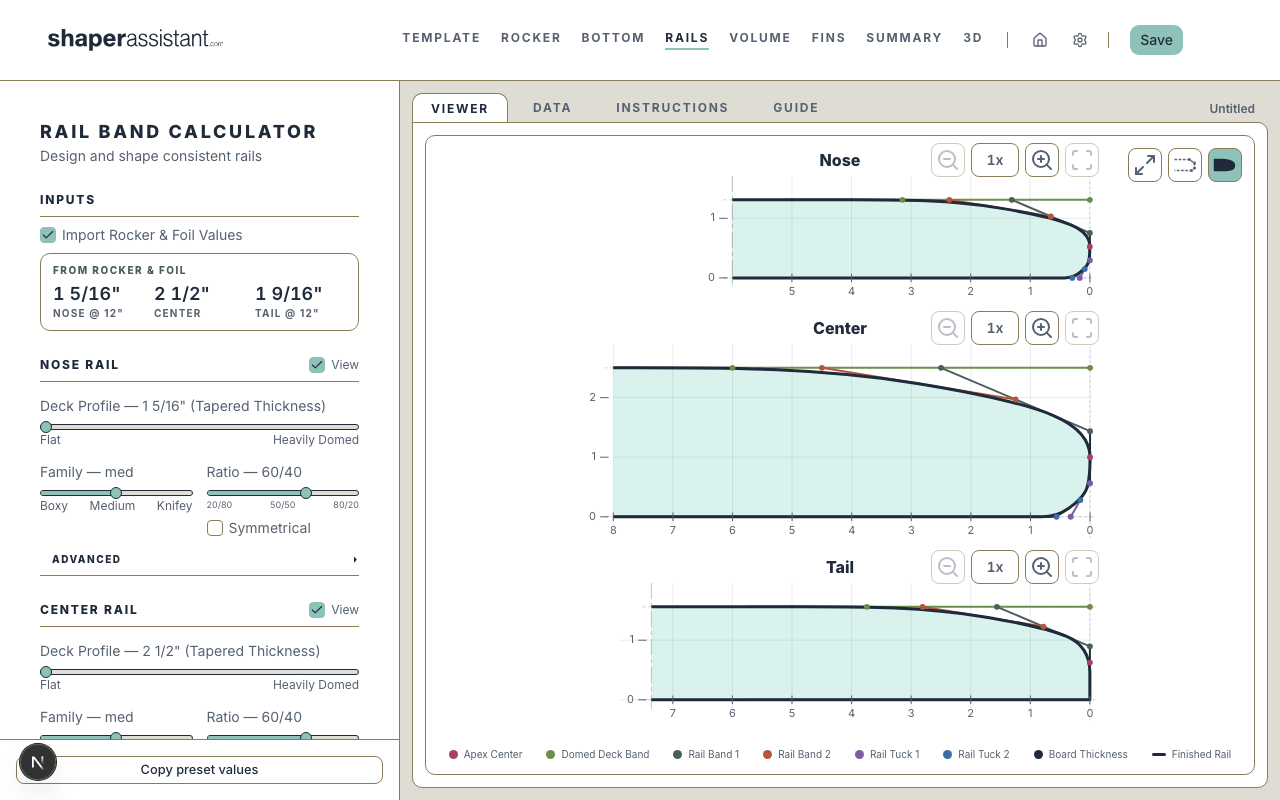 shaperassistant.com
TEMPLATE ROCKER BOTTOM RAILS VOLUME FINS SUMMARY 3D Save
RAIL BAND CALCULATOR
Design and shape consistent rails
INPUTS
Import Rocker & Foil Values
FROM ROCKER & FOIL
1 5/16" 2 1/2" 1 9/16"
NOSE @ 12" CENTER TAIL @ 12"
NOSE RAIL View
Deck Profile — 1 5/16" (Tapered Thickness)
Flat Heavily Domed
Family — med Ratio — 60/40
Boxy Medium Knifey 20/80 50/50 80/20
Symmetrical
ADVANCED
CENTER RAIL View
Deck Profile — 2 1/2" (Tapered Thickness)
Flat Heavily Domed
Family — med Ratio — 60/40
N
Copy preset values
VIEWER DATA INSTRUCTIONS GUIDE Untitled
Nose 1x
1
0
5 4 3 2 1 0
Center 1x
2
1
0
8 7 6 5 4 3 2 1 0
Tail 1x
1
0
7 6 5 4 3 2 1 0
Apex Center Domed Deck Band Rail Band 1 Rail Band 2 Rail Tuck 1 Rail Tuck 2 Board Thickness Finished Rail